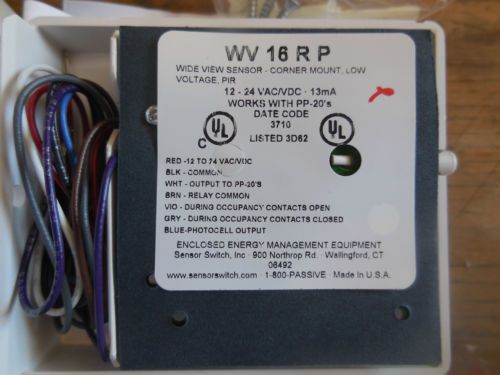 WV 16 R P
WIDE VIEW SENSOR - CORNER MOUNT, LOW
VOLTAGE, PIR
12 - 24 VAC/VDC · 13mA
WORKS WITH PP-20's
DATE CODE
3710
LISTED 3D62
C UL
UL
RED -12 TO 24 VAC/VDC
BLK - COMMON
WHT - OUTPUT TO PP-20'S
BRN - RELAY COMMON
VIO - DURING OCCUPANCY CONTACTS OPEN
GRY - DURING OCCUPANCY CONTACTS CLOSED
BLUE-PHOTOCELL OUTPUT
ENCLOSED ENERGY MANAGEMENT EQUIPMENT
Sensor Switch, Inc · 900 Northrop Rd. · Wallingford, CT
06492
www.sensorswitch.com · 1-800-PASSIVE · Made In U.S.A.